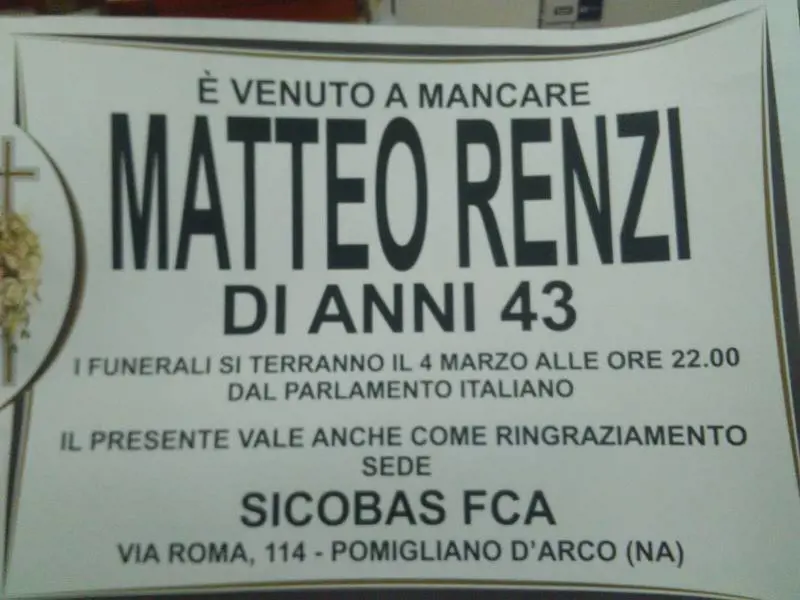 È VENUTO A MANCARE
MATTEO RENZI
DI ANNI 43
I FUNERALI SI TERRANNO IL 4 MARZO ALLE ORE 22.00
DAL PARLAMENTO ITALIANO
IL PRESENTE VALE ANCHE COME RINGRAZIAMENTO
SEDE
SICOBAS FCA
VIA ROMA, 114 - POMIGLIANO D'ARCO (NA)